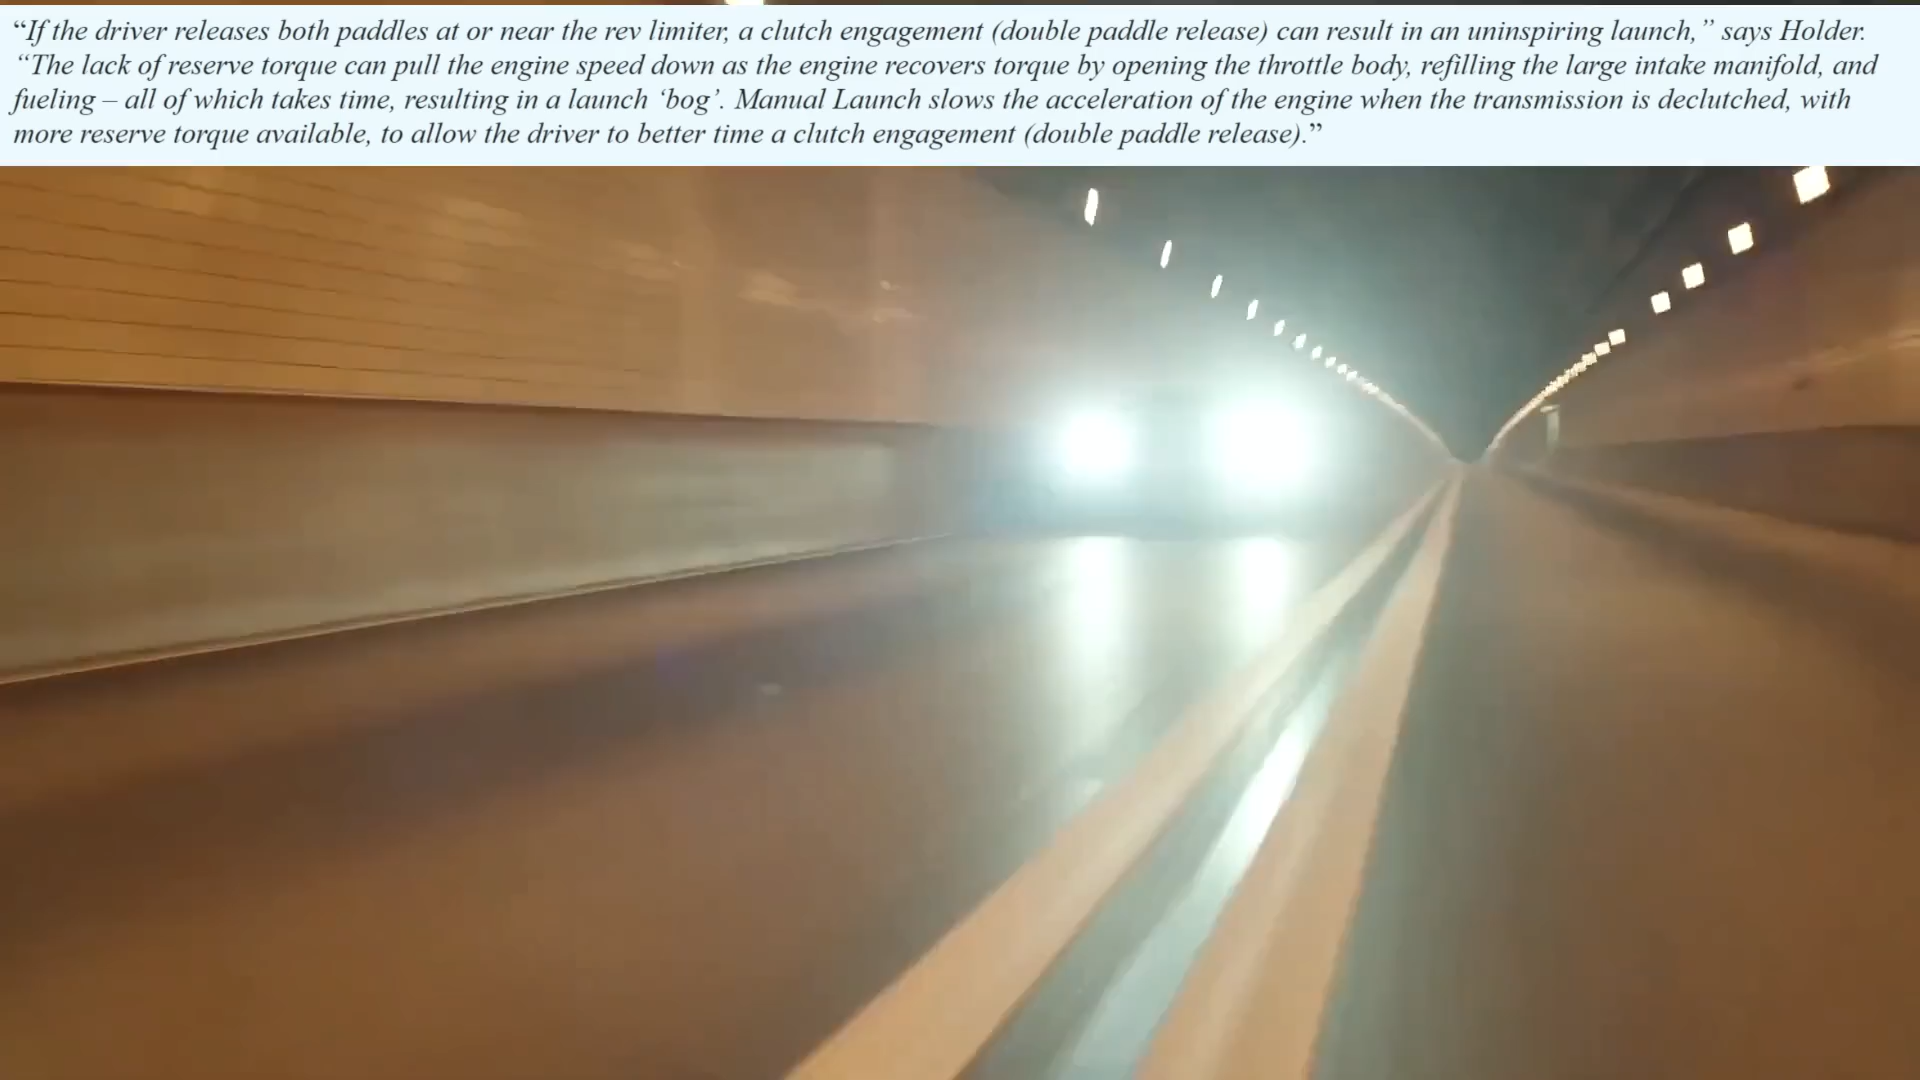 “If the driver releases both paddles at or near the rev limiter, a clutch engagement (double paddle release) can result in an uninspiring launch,” says Holder.
“The lack of reserve torque can pull the engine speed down as the engine recovers torque by opening the throttle body, refilling the large intake manifold, and
fueling – all of which takes time, resulting in a launch ‘bog’. Manual Launch slows the acceleration of the engine when the transmission is declutched, with
more reserve torque available, to allow the driver to better time a clutch engagement (double paddle release).”